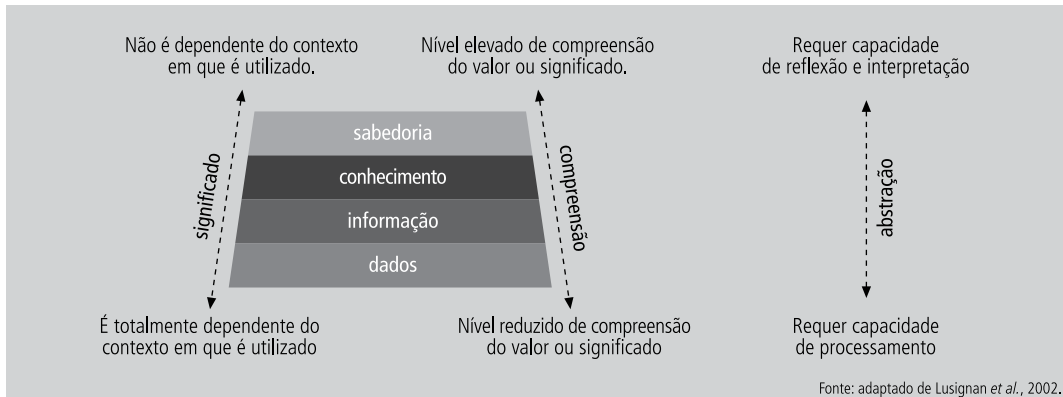 Não é dependente do contexto
em que é utilizado.
Nível elevado de compreensão
do valor ou significado.
Requer capacidade
de reflexão e interpretação
significado
sabedoria
conhecimento
informação
dados
compreensão
abstração
É totalmente dependente do
contexto em que é utilizado
Nível reduzido de compreensão
do valor ou significado
Requer capacidade
de processamento
Fonte: adaptado de Lusignan et al., 2002.